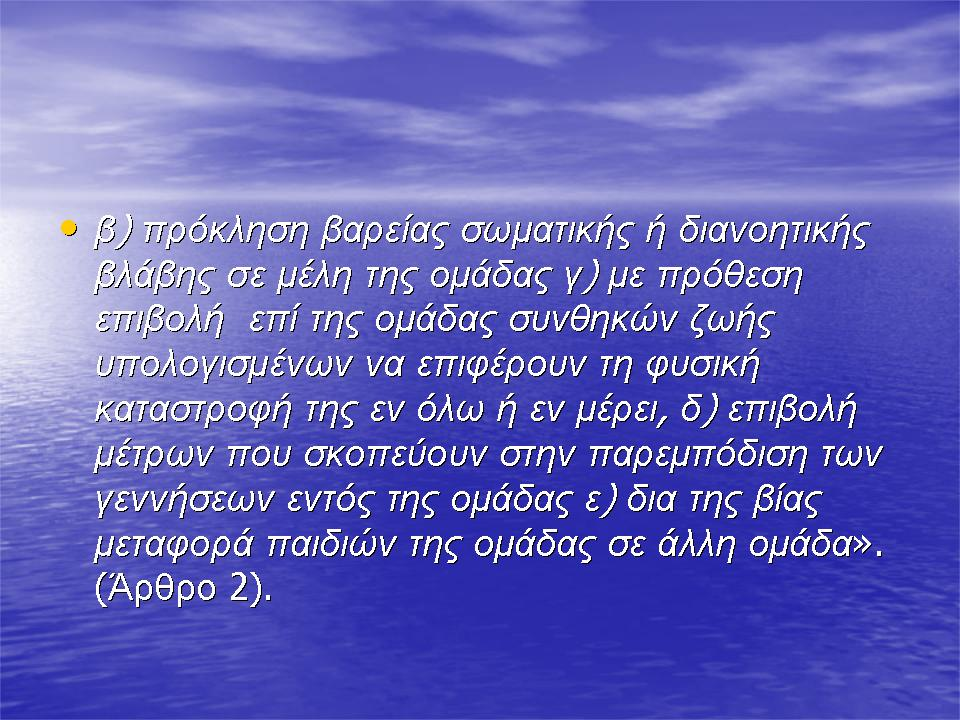 • β) πρόκληση βαρείας σωματικής ή διανοητικής
βλάβης σε μέλη της ομάδας γ) με πρόθεση
επιβολή  επί της ομάδας συνθηκών ζωής
υπολογισμένων να επιφέρουν τη φυσική
καταστροφή της εν όλω ή εν μέρει, δ) επιβολή
μέτρων που σκοπεύουν στην παρεμπόδιση των
γεννήσεων εντός της ομάδας ε) δια της βίας
μεταφορά παιδιών της ομάδας σε άλλη ομάδα».
(Άρθρο 2).